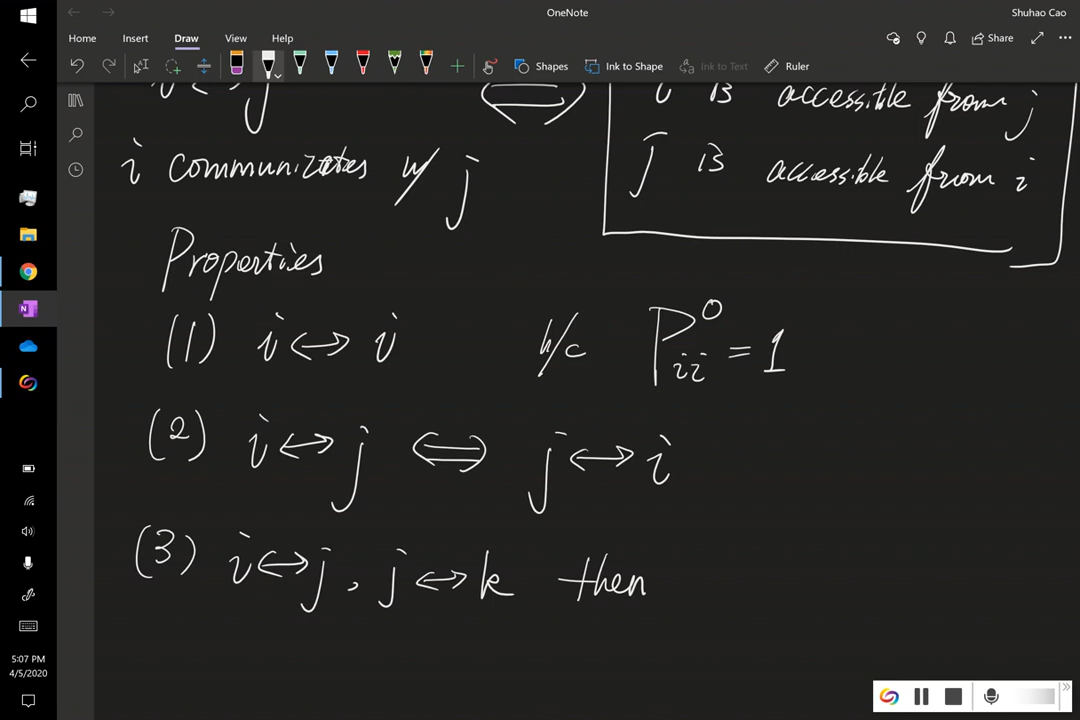 OneNote
Shuhao Cao
Home Insert Draw View Help
Share
Shapes Ink to Shape Ink to Text Ruler
i ↔ j ⟺ i is accessible from j
i communicates w/ j j is accessible from i
Properties
(1) i ↔ i b/c P⁰ᵢᵢ = 1
(2) i ↔ j ⟺ j ↔ i
(3) i ↔ j , j ↔ k then
5:07 PM
4/5/2020